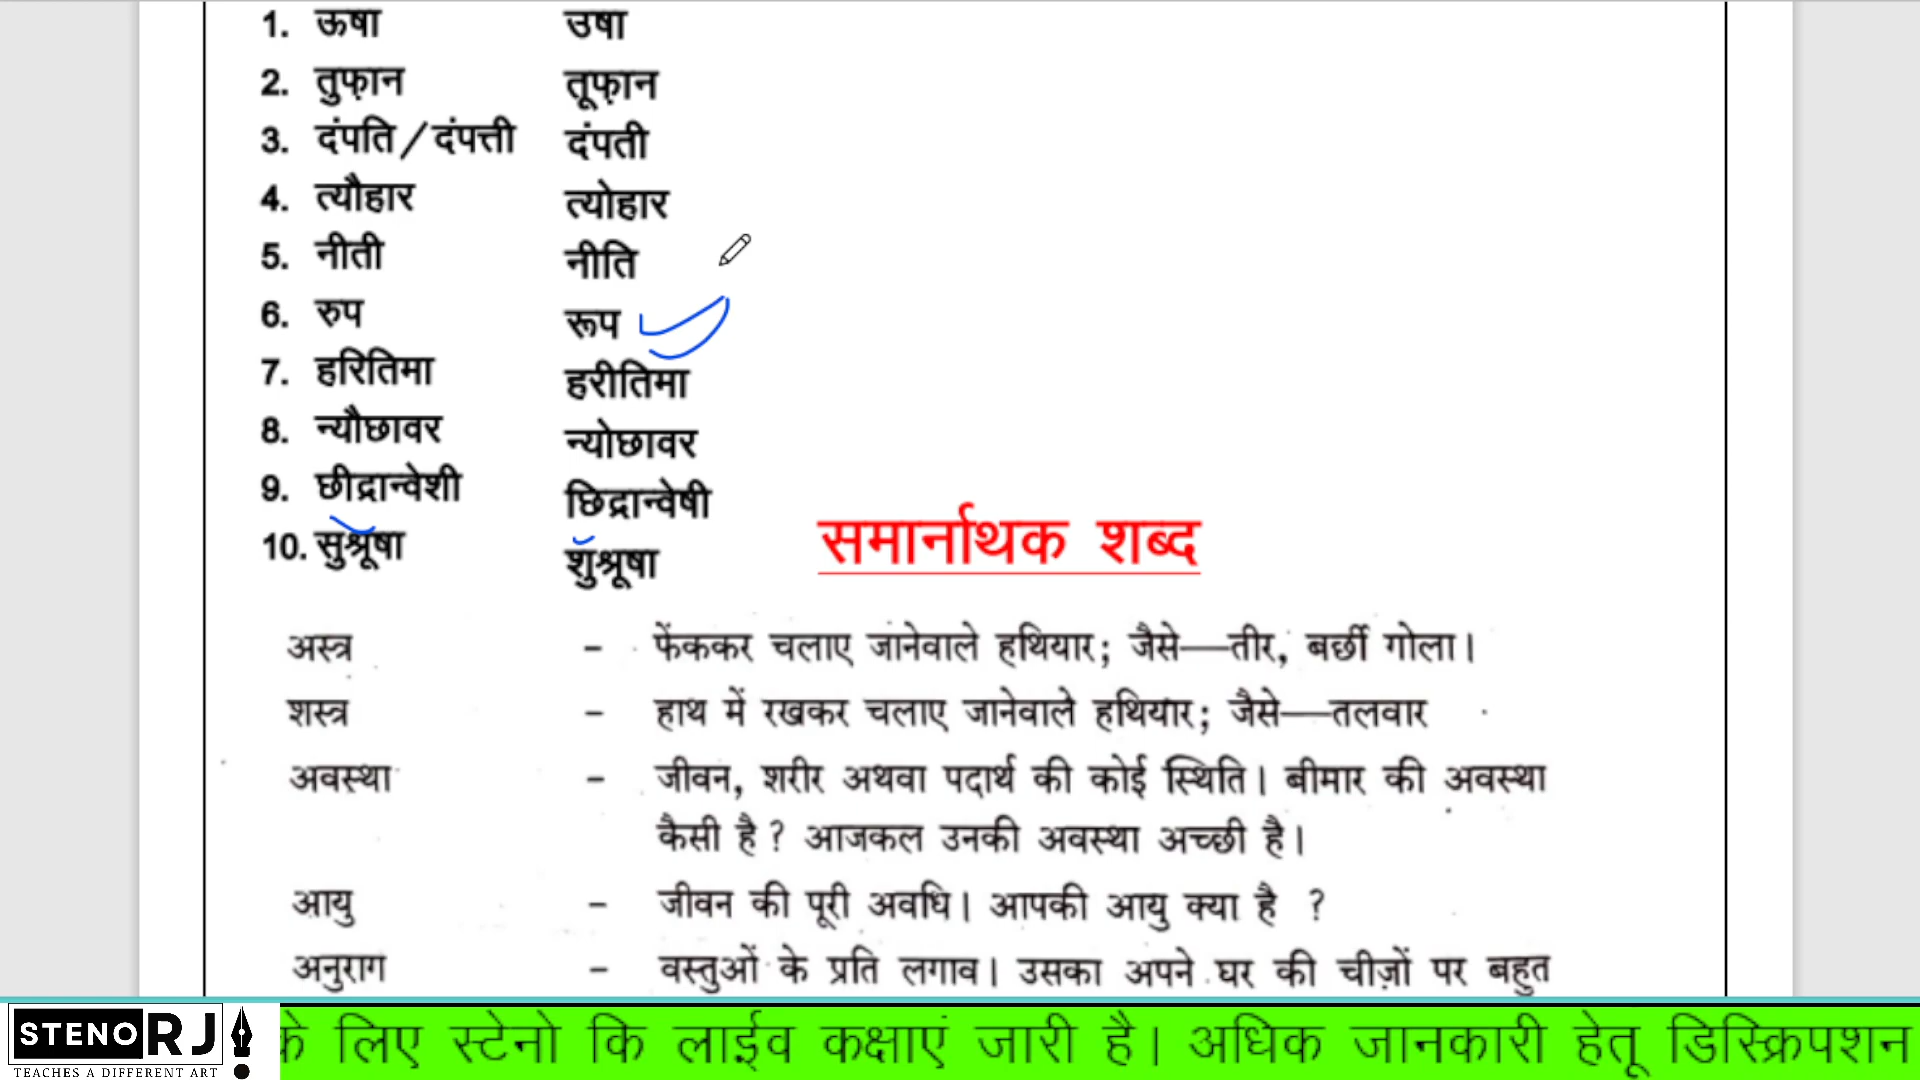 1. ऊषा उषा
2. तुफ़ान तूफ़ान
3. दंपति/दंपत्ती दंपती
4. त्यौहार त्योहार
5. नीती नीति
6. रुप रूप
7. हरितिमा हरीतिमा
8. न्यौछावर न्योछावर
9. छीद्रान्वेशी छिद्रान्वेषी
10. सुश्रूषा शुश्रूषा
समार्नाथक शब्द
अस्त्र – फेंककर चलाए जानेवाले हथियार; जैसे—तीर, बर्छी गोला।
शस्त्र – हाथ में रखकर चलाए जानेवाले हथियार; जैसे—तलवार
अवस्था – जीवन, शरीर अथवा पदार्थ की कोई स्थिति। बीमार की अवस्था
कैसी है? आजकल उनकी अवस्था अच्छी है।
आयु – जीवन की पूरी अवधि। आपकी आयु क्या है ?
अनुराग – वस्तुओं के प्रति लगाव। उसका अपने घर की चीज़ों पर बहुत
STENO RJ
TEACHES A DIFFERENT ART
के लिए स्टेनो कि लाईव कक्षाएं जारी है। अधिक जानकारी हेतू डिस्क्रिपशन